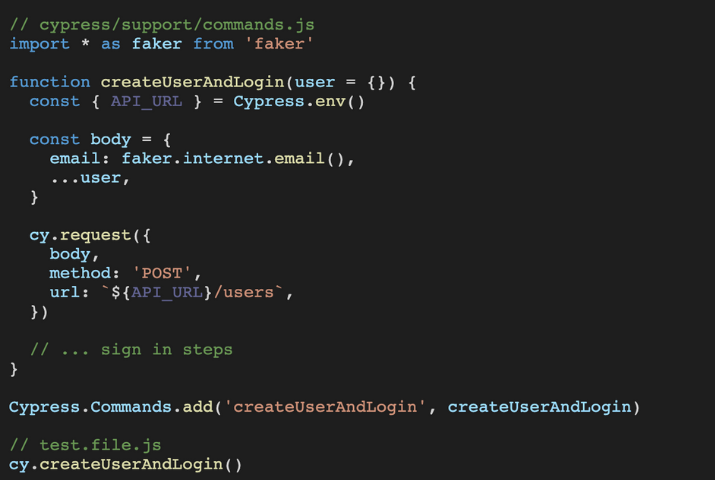 // cypress/support/commands.js
import * as faker from 'faker'
function createUserAndLogin(user = {}) {
  const { API_URL } = Cypress.env()
  const body = {
    email: faker.internet.email(),
    ...user,
  }
  cy.request({
    body,
    method: 'POST',
    url: `${API_URL}/users`,
  })
  // ... sign in steps
}
Cypress.Commands.add('createUserAndLogin', createUserAndLogin)
// test.file.js
cy.createUserAndLogin()